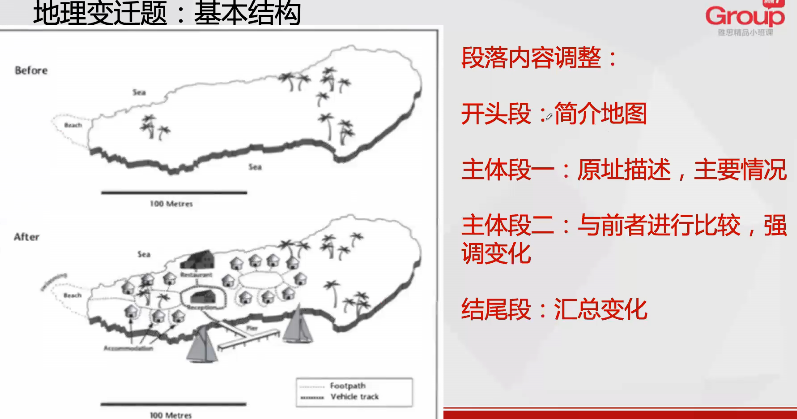 地理变迁题：基本结构
Group
雅思精品小班课
Before
Sea
Beach
Sea
100 Metres
After
Sea
Restaurant
swimming
Beach
Reception
Pier
Accommodation
Footpath
Vehicle track
100 Metres
段落内容调整：
开头段：简介地图
主体段一：原址描述，主要情况
主体段二：与前者进行比较，强
调变化
结尾段：汇总变化